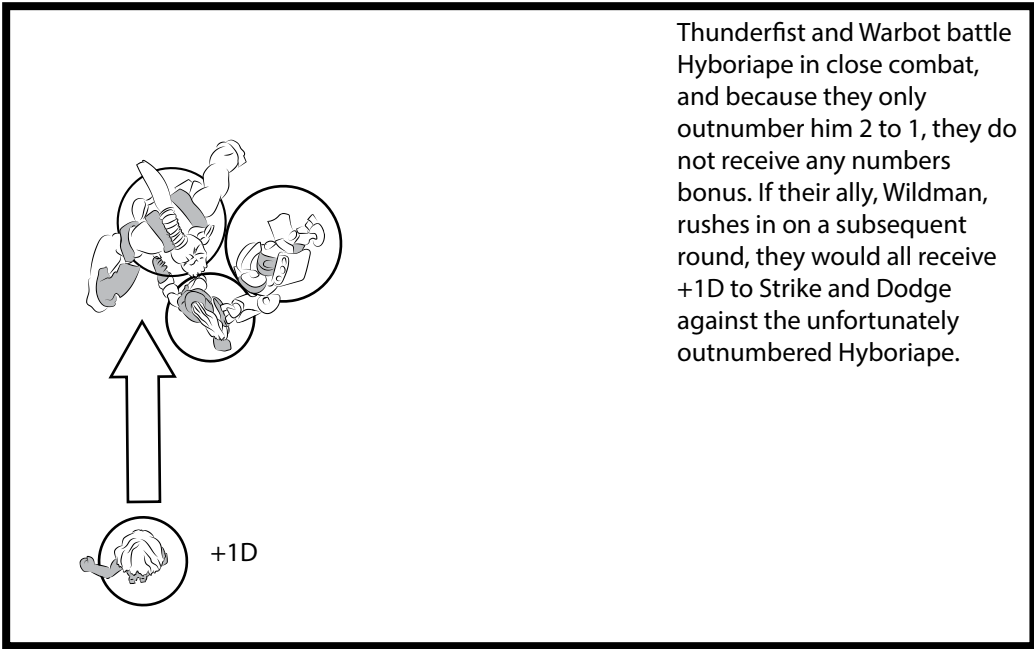 Thunderfist and Warbot battle
Hyboriape in close combat,
and because they only
outnumber him 2 to 1, they do
not receive any numbers
bonus. If their ally, Wildman,
rushes in on a subsequent
round, they would all receive
+1D to Strike and Dodge
against the unfortunately
outnumbered Hyboriape.
+1D